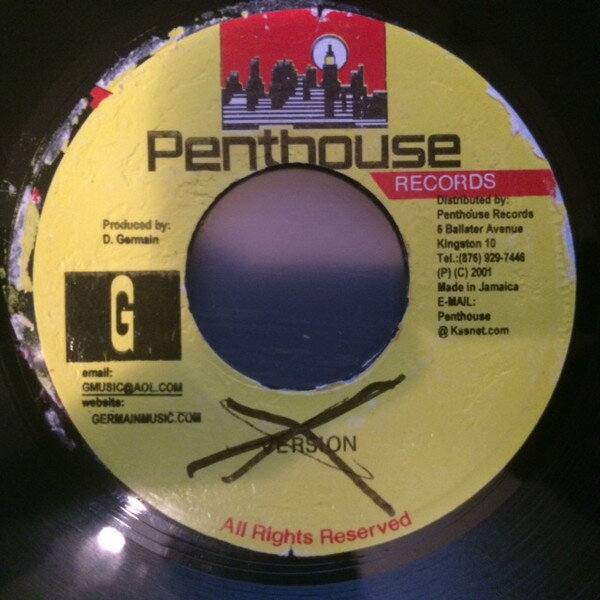 Penthouse
RECORDS
Produced by:
D. Germain
G
email:
GMUSIC@AOL.COM
website:
GERMAINMUSIC.COM
Distributed by:
Penthouse Records
6 Ballater Avenue
Kingston 10
Tel.:(876) 929-7446
(P) (C) 2001
Made in Jamaica
E-MAIL:
Penthouse
@Kasnet.com
VERSION
All Rights Reserved